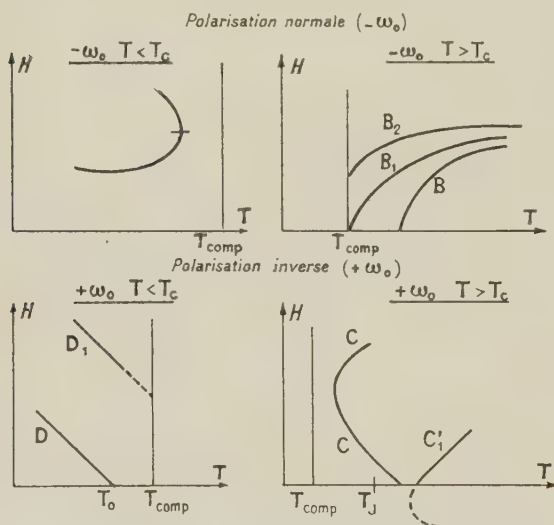 Polarisation normale (−ω₀)
−ω₀ T < T_c
−ω₀ T > T_c
H
H
B₂
B₁
B
T
T
T_comp
T_comp
Polarisation inverse (+ω₀)
+ω₀ T < T_c
+ω₀ T > T_c
H
H
D₁
C
D
C
C'₁
T
T
T₀
T_comp
T_comp
T_J